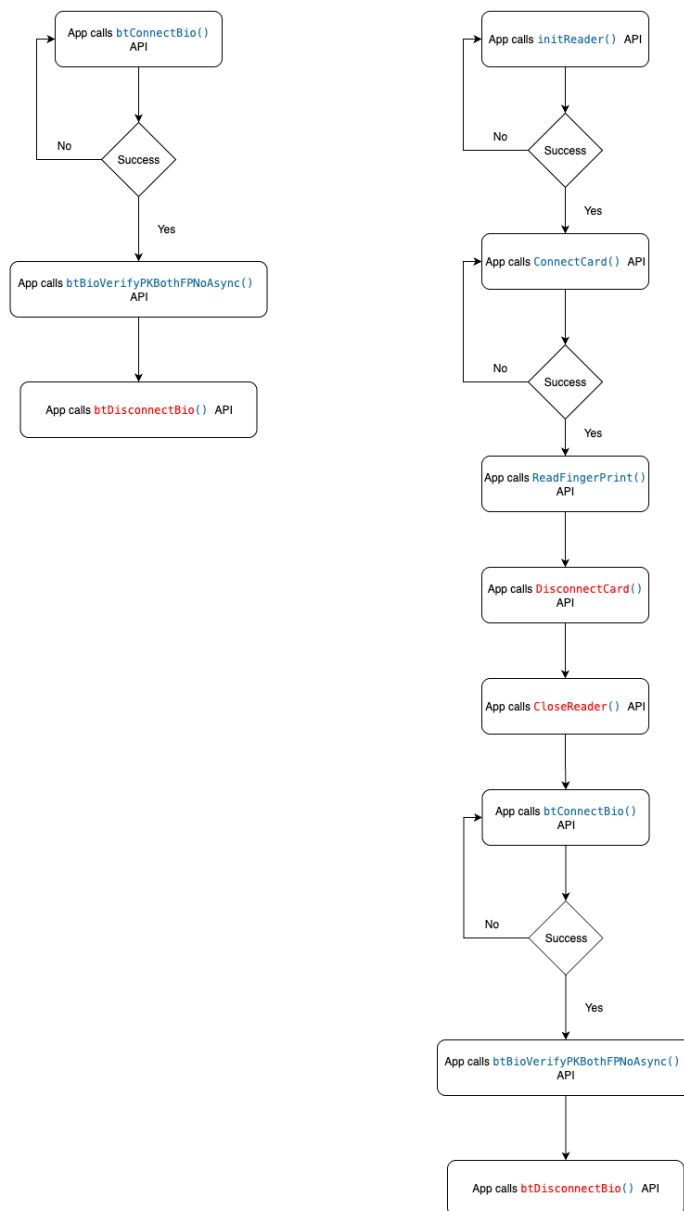 App calls btConnectBio()
API
No
Success
Yes
App calls btBioVerifyPKBothFPNoAsync()
API
App calls btDisconnectBio() API
App calls initReader() API
No
Success
Yes
App calls ConnectCard() API
No
Success
Yes
App calls ReadFingerPrint()
API
App calls DisconnectCard()
API
App calls CloseReader() API
App calls btConnectBio()
API
No
Success
Yes
App calls btBioVerifyPKBothFPNoAsync()
API
App calls btDisconnectBio() API